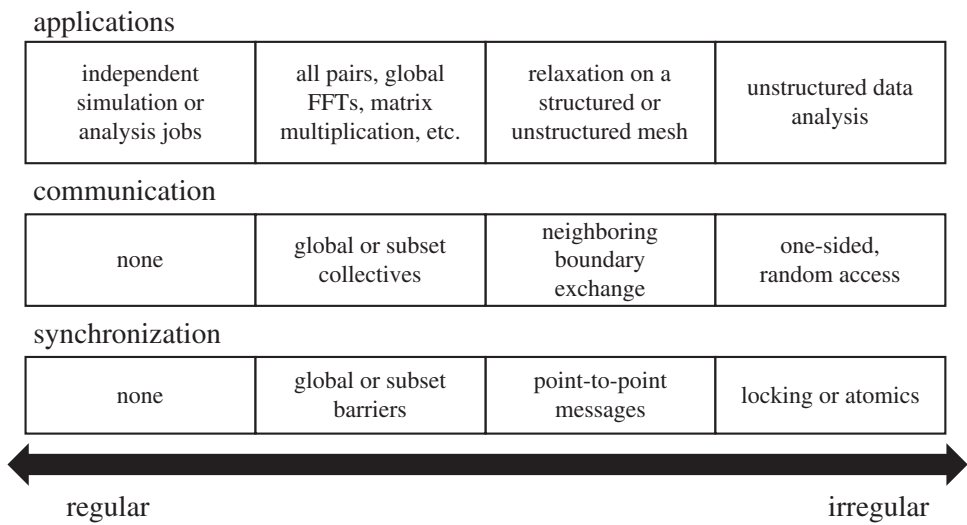 applications
independent
simulation or
analysis jobs
all pairs, global
FFTs, matrix
multiplication, etc.
relaxation on a
structured or
unstructured mesh
unstructured data
analysis
communication
none
global or subset
collectives
neighboring
boundary
exchange
one-sided,
random access
synchronization
none
global or subset
barriers
point-to-point
messages
locking or atomics
regular
irregular